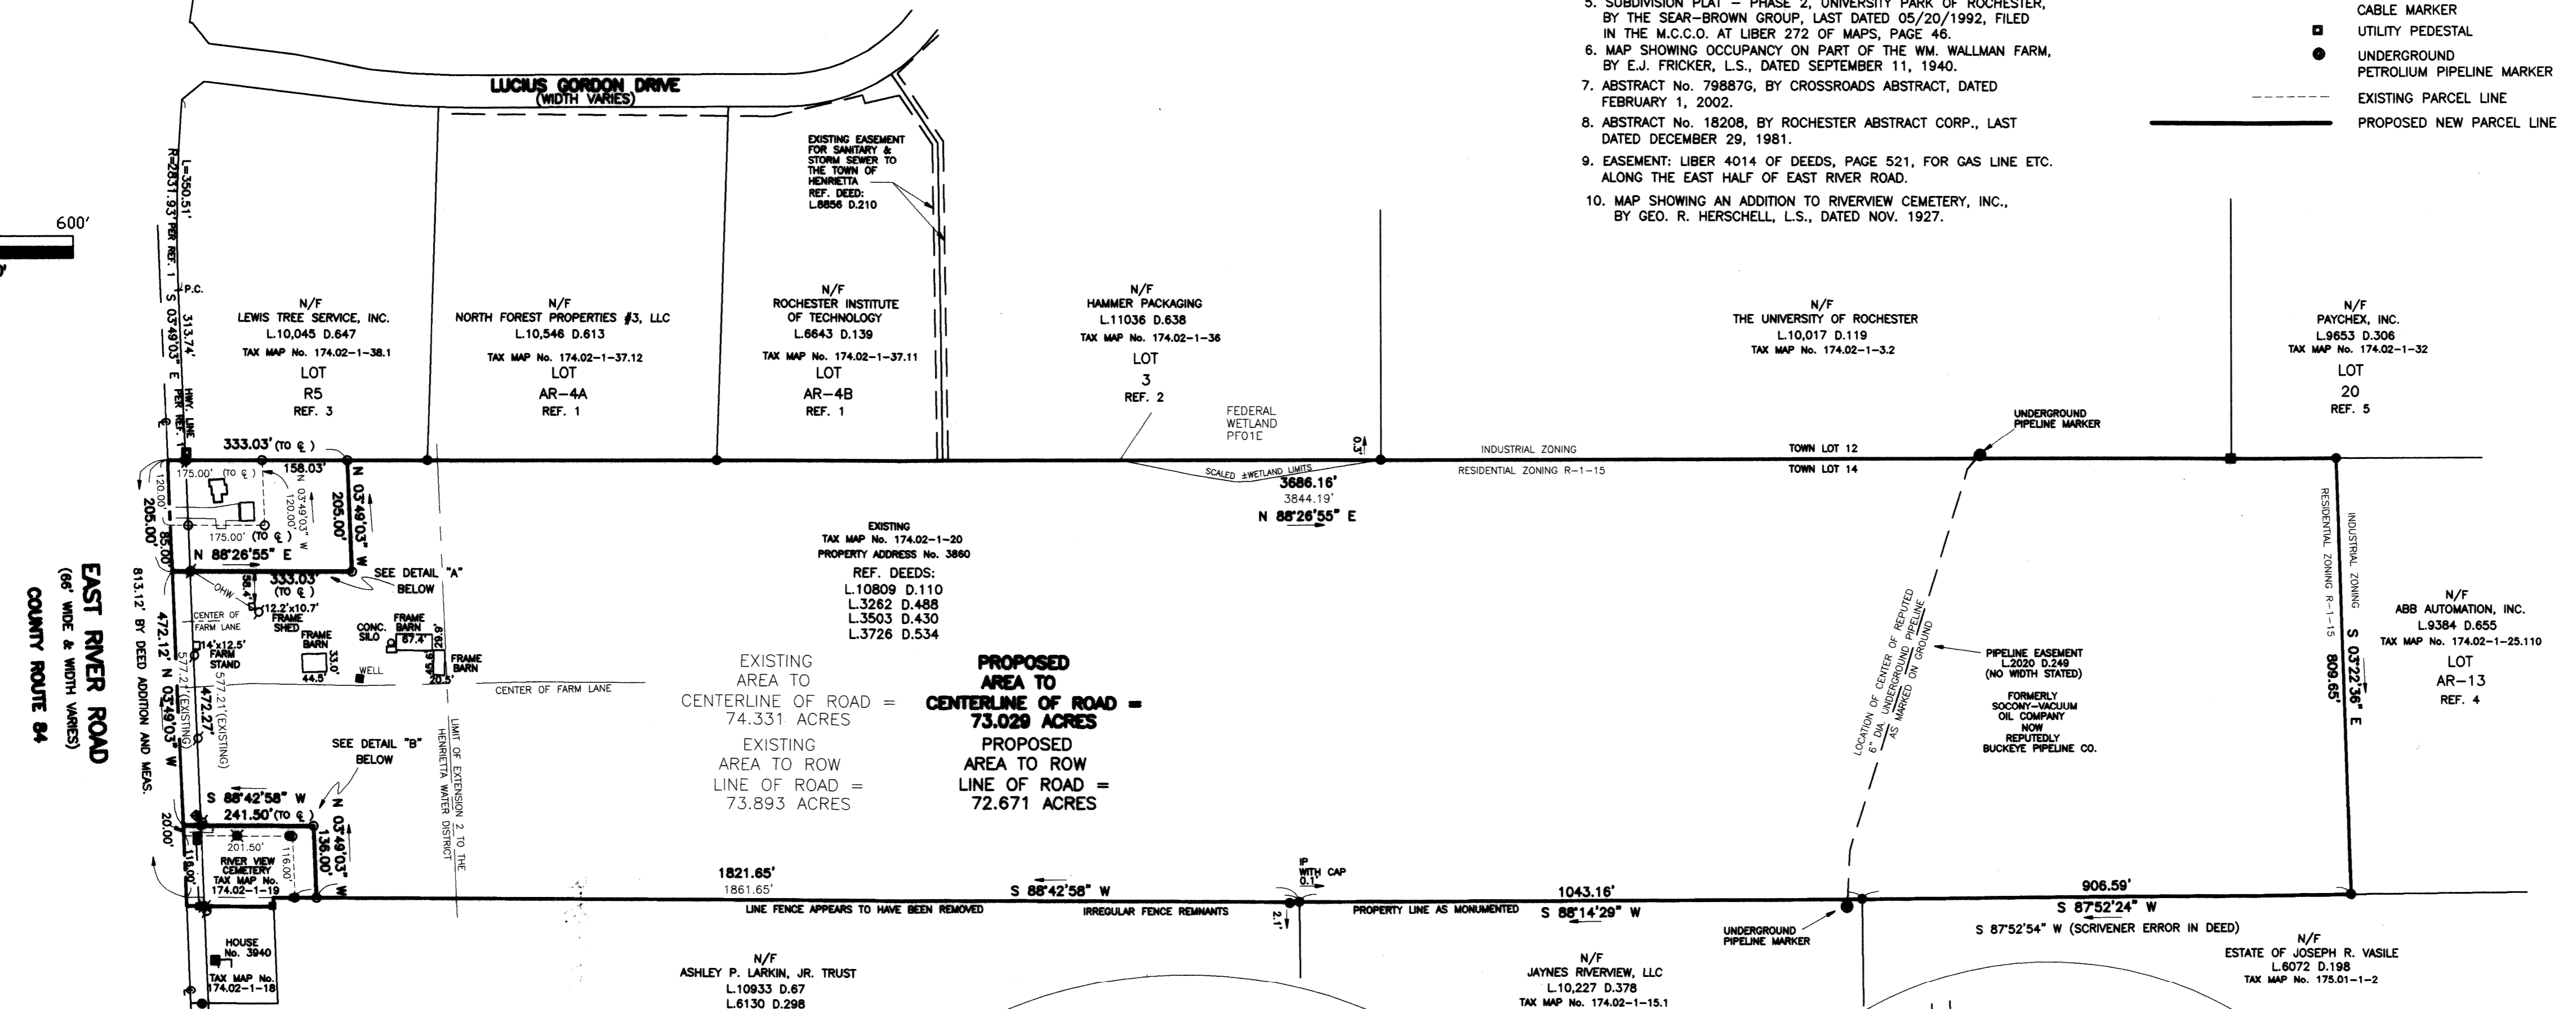 5. SUBDIVISION PLAT – PHASE 2, UNIVERSITY PARK OF ROCHESTER,
BY THE SEAR–BROWN GROUP, LAST DATED 05/20/1992, FILED
IN THE M.C.C.O. AT LIBER 272 OF MAPS, PAGE 46.
6. MAP SHOWING OCCUPANCY ON PART OF THE WM. WALLMAN FARM,
BY E.J. FRICKER, L.S., DATED SEPTEMBER 11, 1940.
7. ABSTRACT No. 79887G, BY CROSSROADS ABSTRACT, DATED
FEBRUARY 1, 2002.
8. ABSTRACT No. 18208, BY ROCHESTER ABSTRACT CORP., LAST
DATED DECEMBER 29, 1981.
9. EASEMENT: LIBER 4014 OF DEEDS, PAGE 521, FOR GAS LINE ETC.
ALONG THE EAST HALF OF EAST RIVER ROAD.
10. MAP SHOWING AN ADDITION TO RIVERVIEW CEMETERY, INC.,
BY GEO. R. HERSCHELL, L.S., DATED NOV. 1927.
CABLE MARKER
UTILITY PEDESTAL
UNDERGROUND
PETROLIUM PIPELINE MARKER
EXISTING PARCEL LINE
PROPOSED NEW PARCEL LINE
LUCIUS GORDON DRIVE
(WIDTH VARIES)
600'
EXISTING EASEMENT
FOR SANITARY &
STORM SEWER TO
THE TOWN OF
HENRIETTA
REF. DEED:
L.8856 D.210
L=350.51'
R=2831.93' PER REF. 1
P.C.
S 03°49'03" E
313.74'
HWY. LINE
PER REF. 1
N/F
LEWIS TREE SERVICE, INC.
L.10,045 D.647
TAX MAP No. 174.02–1–38.1
LOT
R5
REF. 3
N/F
NORTH FOREST PROPERTIES #3, LLC
L.10,546 D.613
TAX MAP No. 174.02–1–37.12
LOT
AR–4A
REF. 1
N/F
ROCHESTER INSTITUTE
OF TECHNOLOGY
L.6643 D.139
TAX MAP No. 174.02–1–37.11
LOT
AR–4B
REF. 1
N/F
HAMMER PACKAGING
L.11036 D.638
TAX MAP No. 174.02–1–36
LOT
3
REF. 2
FEDERAL
WETLAND
PF01E
N/F
THE UNIVERSITY OF ROCHESTER
L.10,017 D.119
TAX MAP No. 174.02–1–3.2
N/F
PAYCHEX, INC.
L.9653 D.306
TAX MAP No. 174.02–1–32
LOT
20
REF. 5
UNDERGROUND
PIPELINE MARKER
0.3'
INDUSTRIAL ZONING
RESIDENTIAL ZONING R–1–15
TOWN LOT 12
TOWN LOT 14
SCALED ±WETLAND LIMITS
3686.16'
3844.19'
N 88°26'55" E
333.03' (TO ℄ )
175.00' (TO ℄ )
158.03'
120.00'
205.00'
85.00'
N 03°49'03" W
120.00'
N 03°49'03" W
205.00'
175.00' (TO ℄ )
N 88°26'55" E
333.03'
(TO ℄ )
SEE DETAIL "A"
BELOW
58.4'
OHW
12.2'x10.7'
FRAME
SHED
CENTER OF
FARM LANE
14'x12.5'
FARM
STAND
FRAME
BARN
33.0'
44.5'
CONC.
SILO
FRAME
BARN
67.4'
FRAME
BARN
20.5'
WELL
CENTER OF FARM LANE
EXISTING
TAX MAP No. 174.02–1–20
PROPERTY ADDRESS No. 3860
REF. DEEDS:
L.10809 D.110
L.3262 D.488
L.3503 D.430
L.3726 D.534
EXISTING
AREA TO
CENTERLINE OF ROAD =
74.331 ACRES
EXISTING
AREA TO ROW
LINE OF ROAD =
73.893 ACRES
PROPOSED
AREA TO
CENTERLINE OF ROAD =
73.029 ACRES
PROPOSED
AREA TO ROW
LINE OF ROAD =
72.671 ACRES
EAST RIVER ROAD
(66' WIDE & WIDTH VARIES)
COUNTY ROUTE 84
813.12' BY DEED ADDITION AND MEAS.
472.12' N 03°49'03" W
577.21'(EXISTING)
472.27'
577.21'(EXISTING)
LIMIT OF EXTENSION 2 TO THE
HENRIETTA WATER DISTRICT
SEE DETAIL "B"
BELOW
S 88°42'58" W
241.50' (TO ℄ )
20.00'
116.00'
201.50'
116.00'
N 03°49'03" W
136.00'
RIVER VIEW
CEMETERY
TAX MAP No.
174.02–1–19
HOUSE
No. 3940
TAX MAP No.
174.02–1–18
1821.65'
1861.65'
S 88°42'58" W
LINE FENCE APPEARS TO HAVE BEEN REMOVED
IRREGULAR FENCE REMNANTS
IP
WITH CAP
0.1'
2.1'
PROPERTY LINE AS MONUMENTED
1043.16'
S 88°14'29" W
UNDERGROUND
PIPELINE MARKER
906.59'
S 87°52'24" W
S 87°52'54" W (SCRIVENER ERROR IN DEED)
LOCATION OF CENTER OF REPUTED
6" DIA. UNDERGROUND PIPELINE
AS MARKED ON GROUND
PIPELINE EASEMENT
L.2020 D.249
(NO WIDTH STATED)
FORMERLY
SOCONY–VACUUM
OIL COMPANY
NOW
REPUTEDLY
BUCKEYE PIPELINE CO.
RESIDENTIAL ZONING R–1–15
INDUSTRIAL ZONING
S 03°22'36" E
809.65'
N/F
ABB AUTOMATION, INC.
L.9384 D.655
TAX MAP No. 174.02–1–25.110
LOT
AR–13
REF. 4
N/F
ASHLEY P. LARKIN, JR. TRUST
L.10933 D.67
L.6130 D.298
N/F
JAYNES RIVERVIEW, LLC
L.10,227 D.378
TAX MAP No. 174.02–1–15.1
N/F
ESTATE OF JOSEPH R. VASILE
L.6072 D.198
TAX MAP No. 175.01–1–2